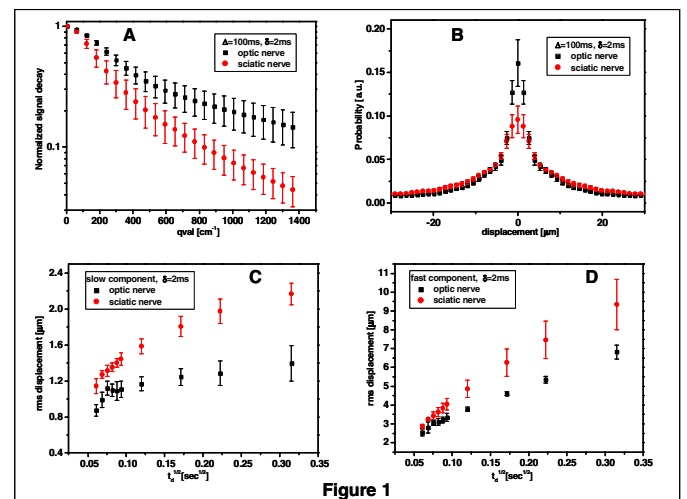 A
Δ=100ms, δ=2ms
optic nerve
sciatic nerve
Normalized signal decay
1
0.1
0 200 400 600 800 1000 1200 1400
qval [cm⁻¹]
B
Δ=100ms, δ=2ms
optic nerve
sciatic nerve
Probability [a.u.]
0.20
0.15
0.10
0.05
0.00
-20 0 20
displacement [µm]
C
slow component, δ=2ms
optic nerve
sciatic nerve
rms displacement [µm]
2.4
2.0
1.6
1.2
0.8
0.4
0.05 0.10 0.15 0.20 0.25 0.30 0.35
t_d^1/2[sec^1/2]
D
fast component, δ=2ms
optic nerve
sciatic nerve
rms displacement [µm]
11
10
9
8
7
6
5
4
3
2
0.05 0.10 0.15 0.20 0.25 0.30 0.35
t_d^1/2[sec^1/2]
Figure 1